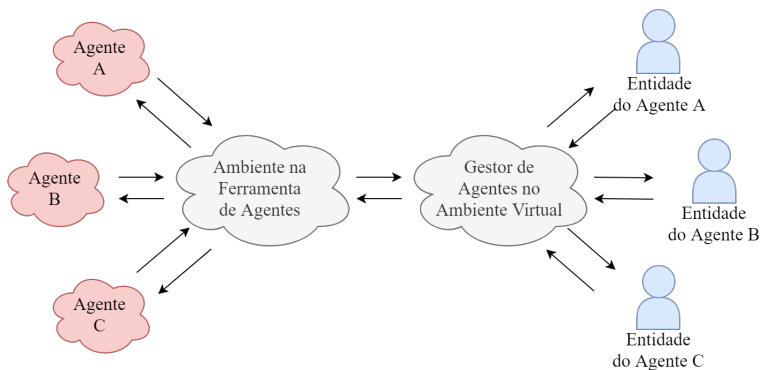 Agente
A
Agente
B
Agente
C
Ambiente na
Ferramenta
de Agentes
Gestor de
Agentes no
Ambiente Virtual
Entidade
do Agente A
Entidade
do Agente B
Entidade
do Agente C